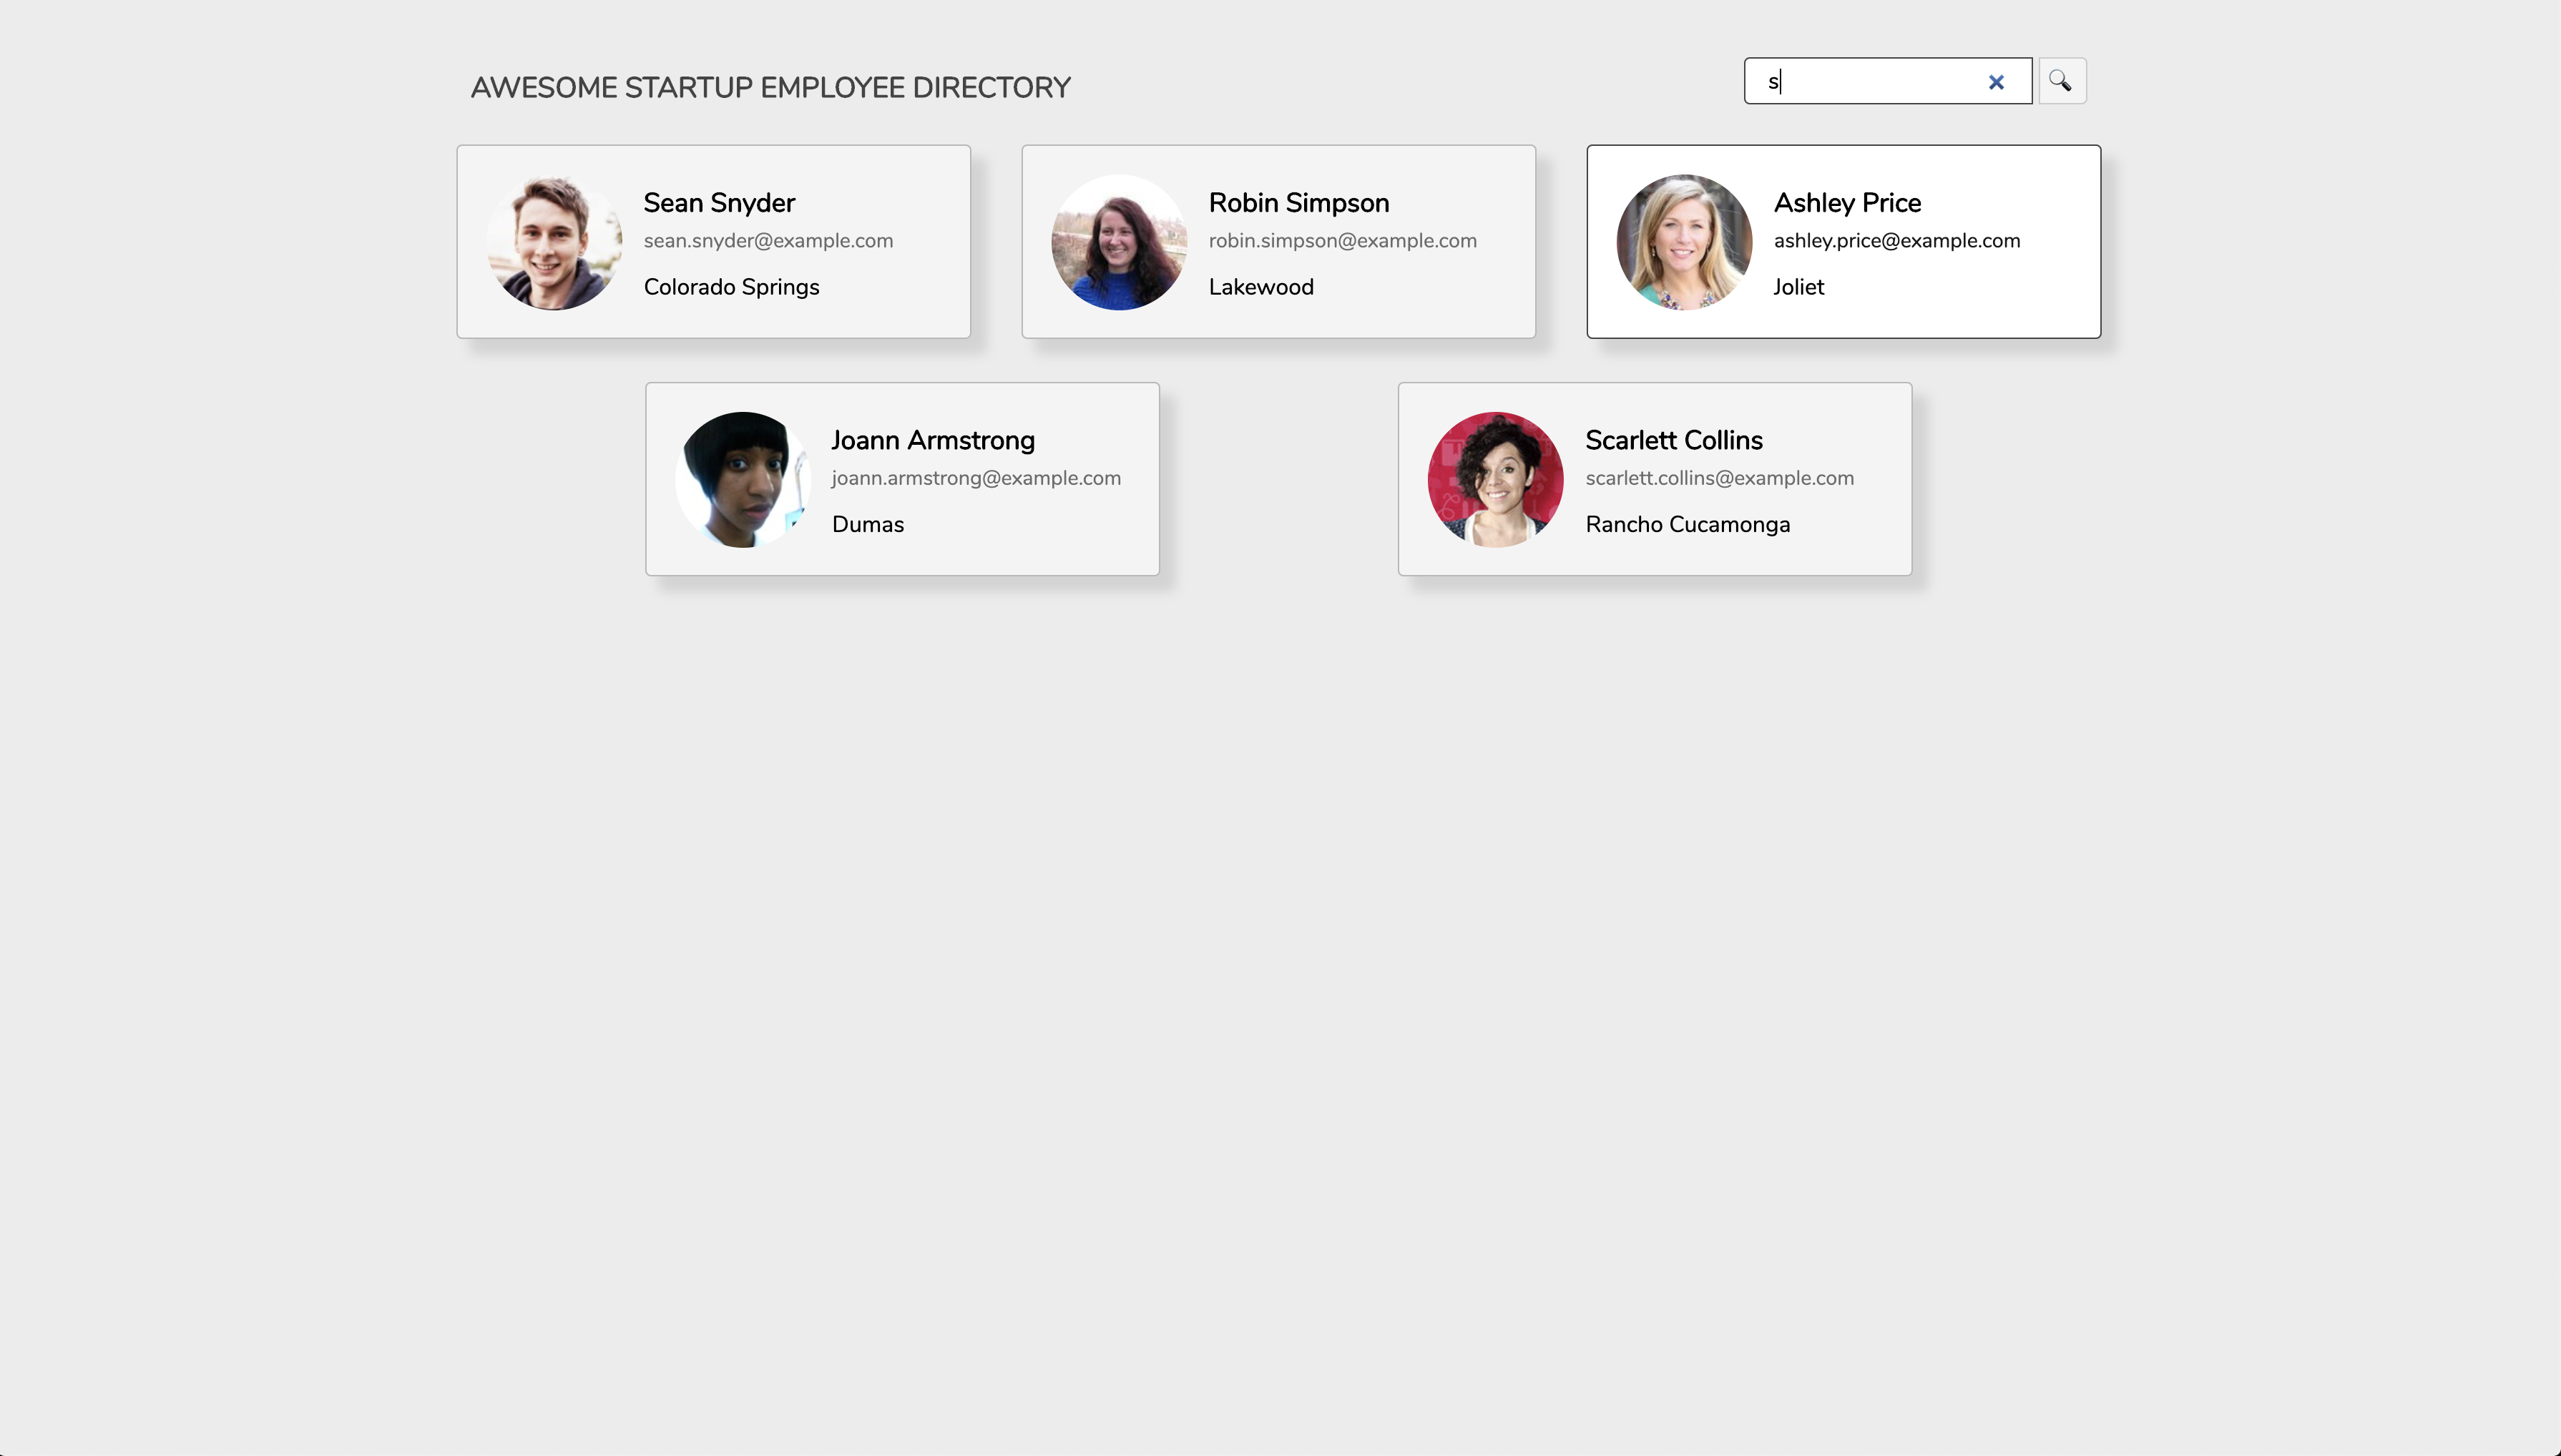 AWESOME STARTUP EMPLOYEE DIRECTORY
s
Sean Snyder
sean.snyder@example.com
Colorado Springs
Robin Simpson
robin.simpson@example.com
Lakewood
Ashley Price
ashley.price@example.com
Joliet
Joann Armstrong
joann.armstrong@example.com
Dumas
Scarlett Collins
scarlett.collins@example.com
Rancho Cucamonga